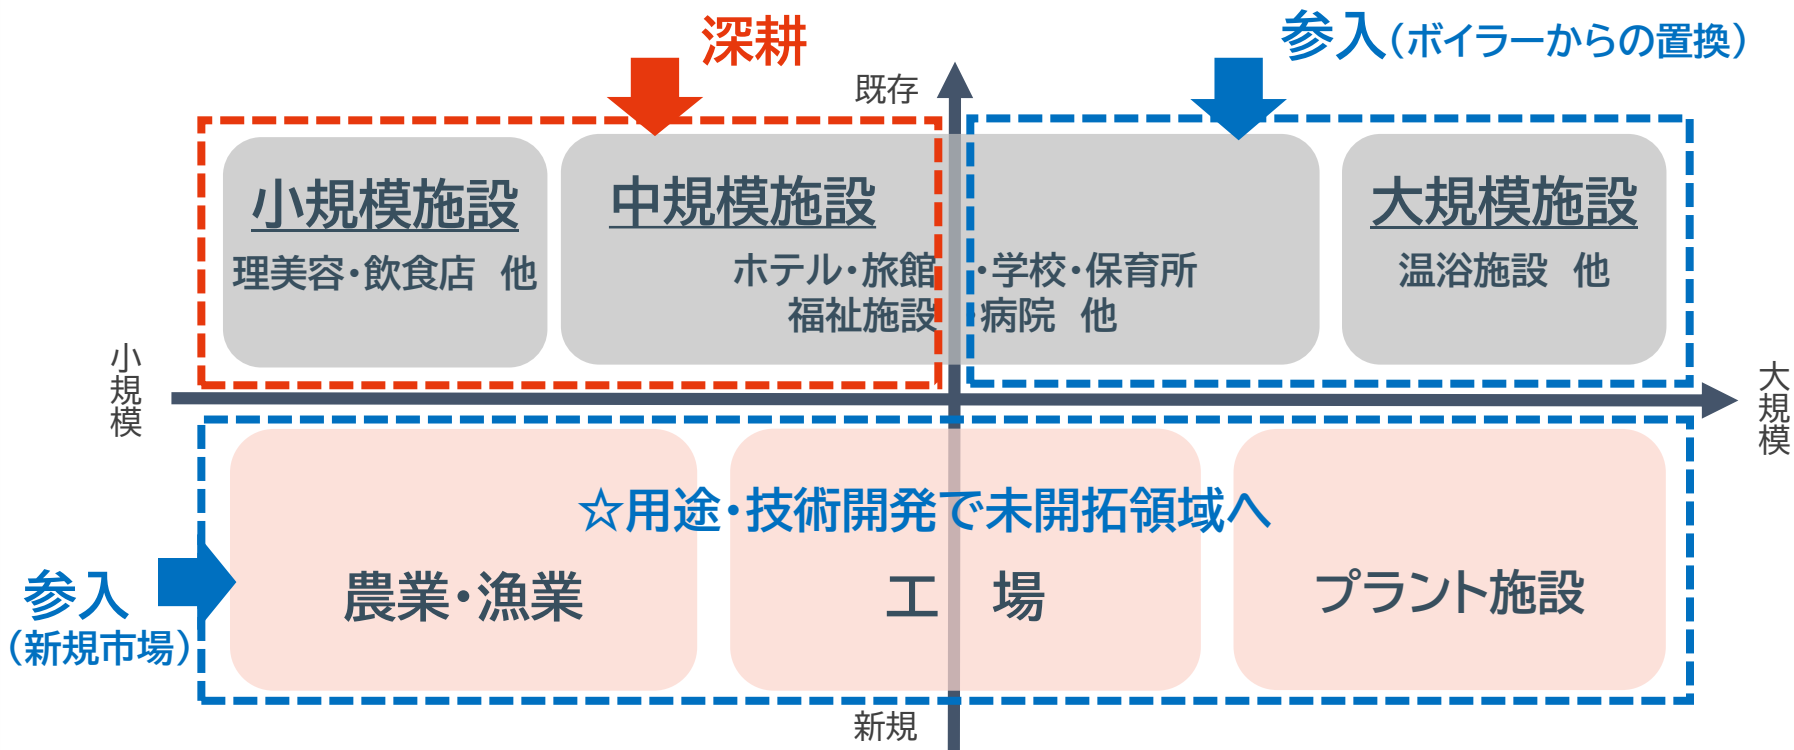 深耕
参入（ボイラーからの置換）
既存
小規模施設
理美容・飲食店　他
中規模施設
ホテル・旅館　・学校・保育所
福祉施設　・病院　他
大規模施設
温浴施設　他
小規模
大規模
☆用途・技術開発で未開拓領域へ
参入
（新規市場）
農業・漁業
工　場
プラント施設
新規